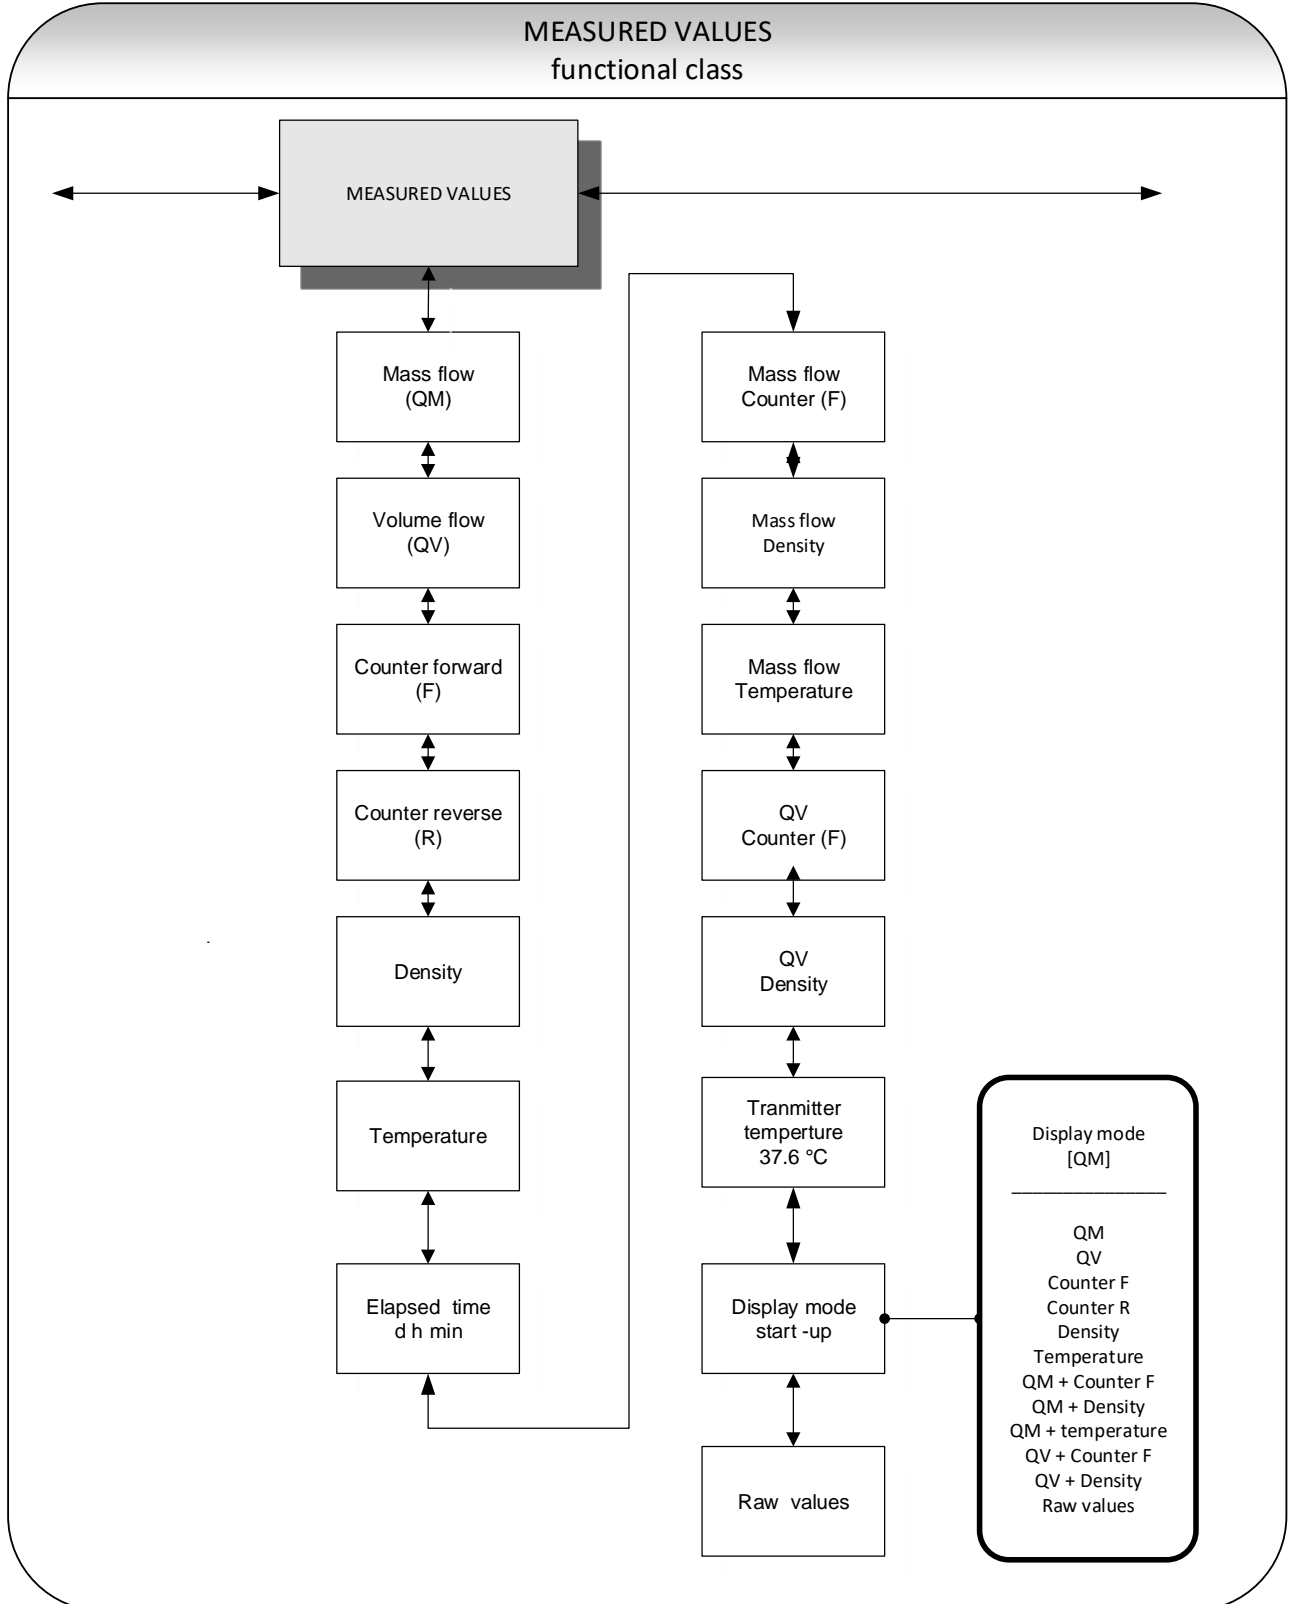 MEASURED VALUES
functional class
MEASURED VALUES
Mass flow
(QM)
Volume flow
(QV)
Counter forward
(F)
Counter reverse
(R)
Density
Temperature
Elapsed time
d h min
Mass flow
Counter (F)
Mass flow
Density
Mass flow
Temperature
QV
Counter (F)
QV
Density
Tranmitter
temperture
37.6 °C
Display mode
start -up
Raw values
Display mode
[QM]
QM
QV
Counter F
Counter R
Density
Temperature
QM + Counter F
QM + Density
QM + temperature
QV + Counter F
QV + Density
Raw values